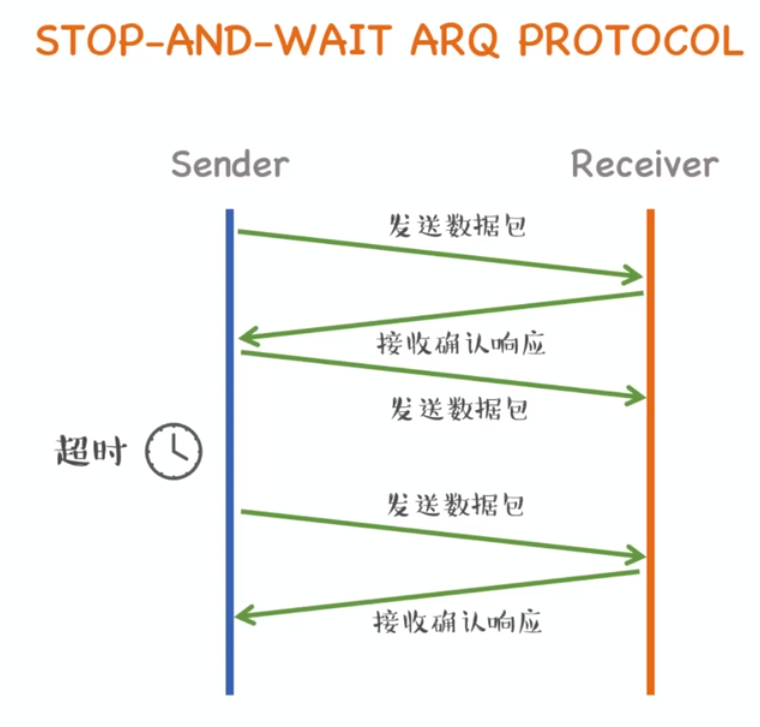 STOP-AND-WAIT ARQ PROTOCOL
Sender
Receiver
发送数据包
接收确认响应
发送数据包
超时
发送数据包
接收确认响应